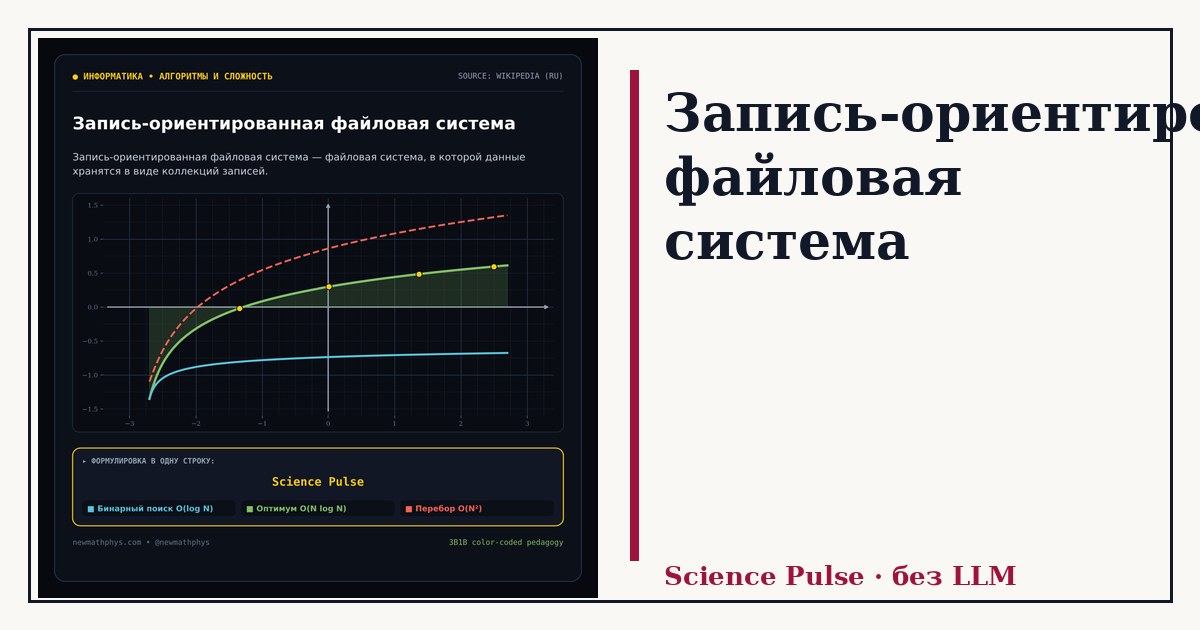 ● ИНФОРМАТИКА • АЛГОРИТМЫ И СЛОЖНОСТЬ
SOURCE: WIKIPEDIA (RU)
Запись-ориентированная файловая система
Запись-ориентированная файловая система — файловая система, в которой данные
хранятся в виде коллекций записей.
1.5
1.0
0.5
0.0
−0.5
−1.0
−1.5
−3 −2 −1 0 1 2 3
▸ ФОРМУЛИРОВКА В ОДНУ СТРОКУ:
Science Pulse
■ Бинарный поиск O(log N) ■ Оптимум O(N log N) ■ Перебор O(N²)
newmathphys.com • @newmathphys
3B1B color-coded pedagogy
Запись-ориентиро
файловая
система
Science Pulse · без LLM